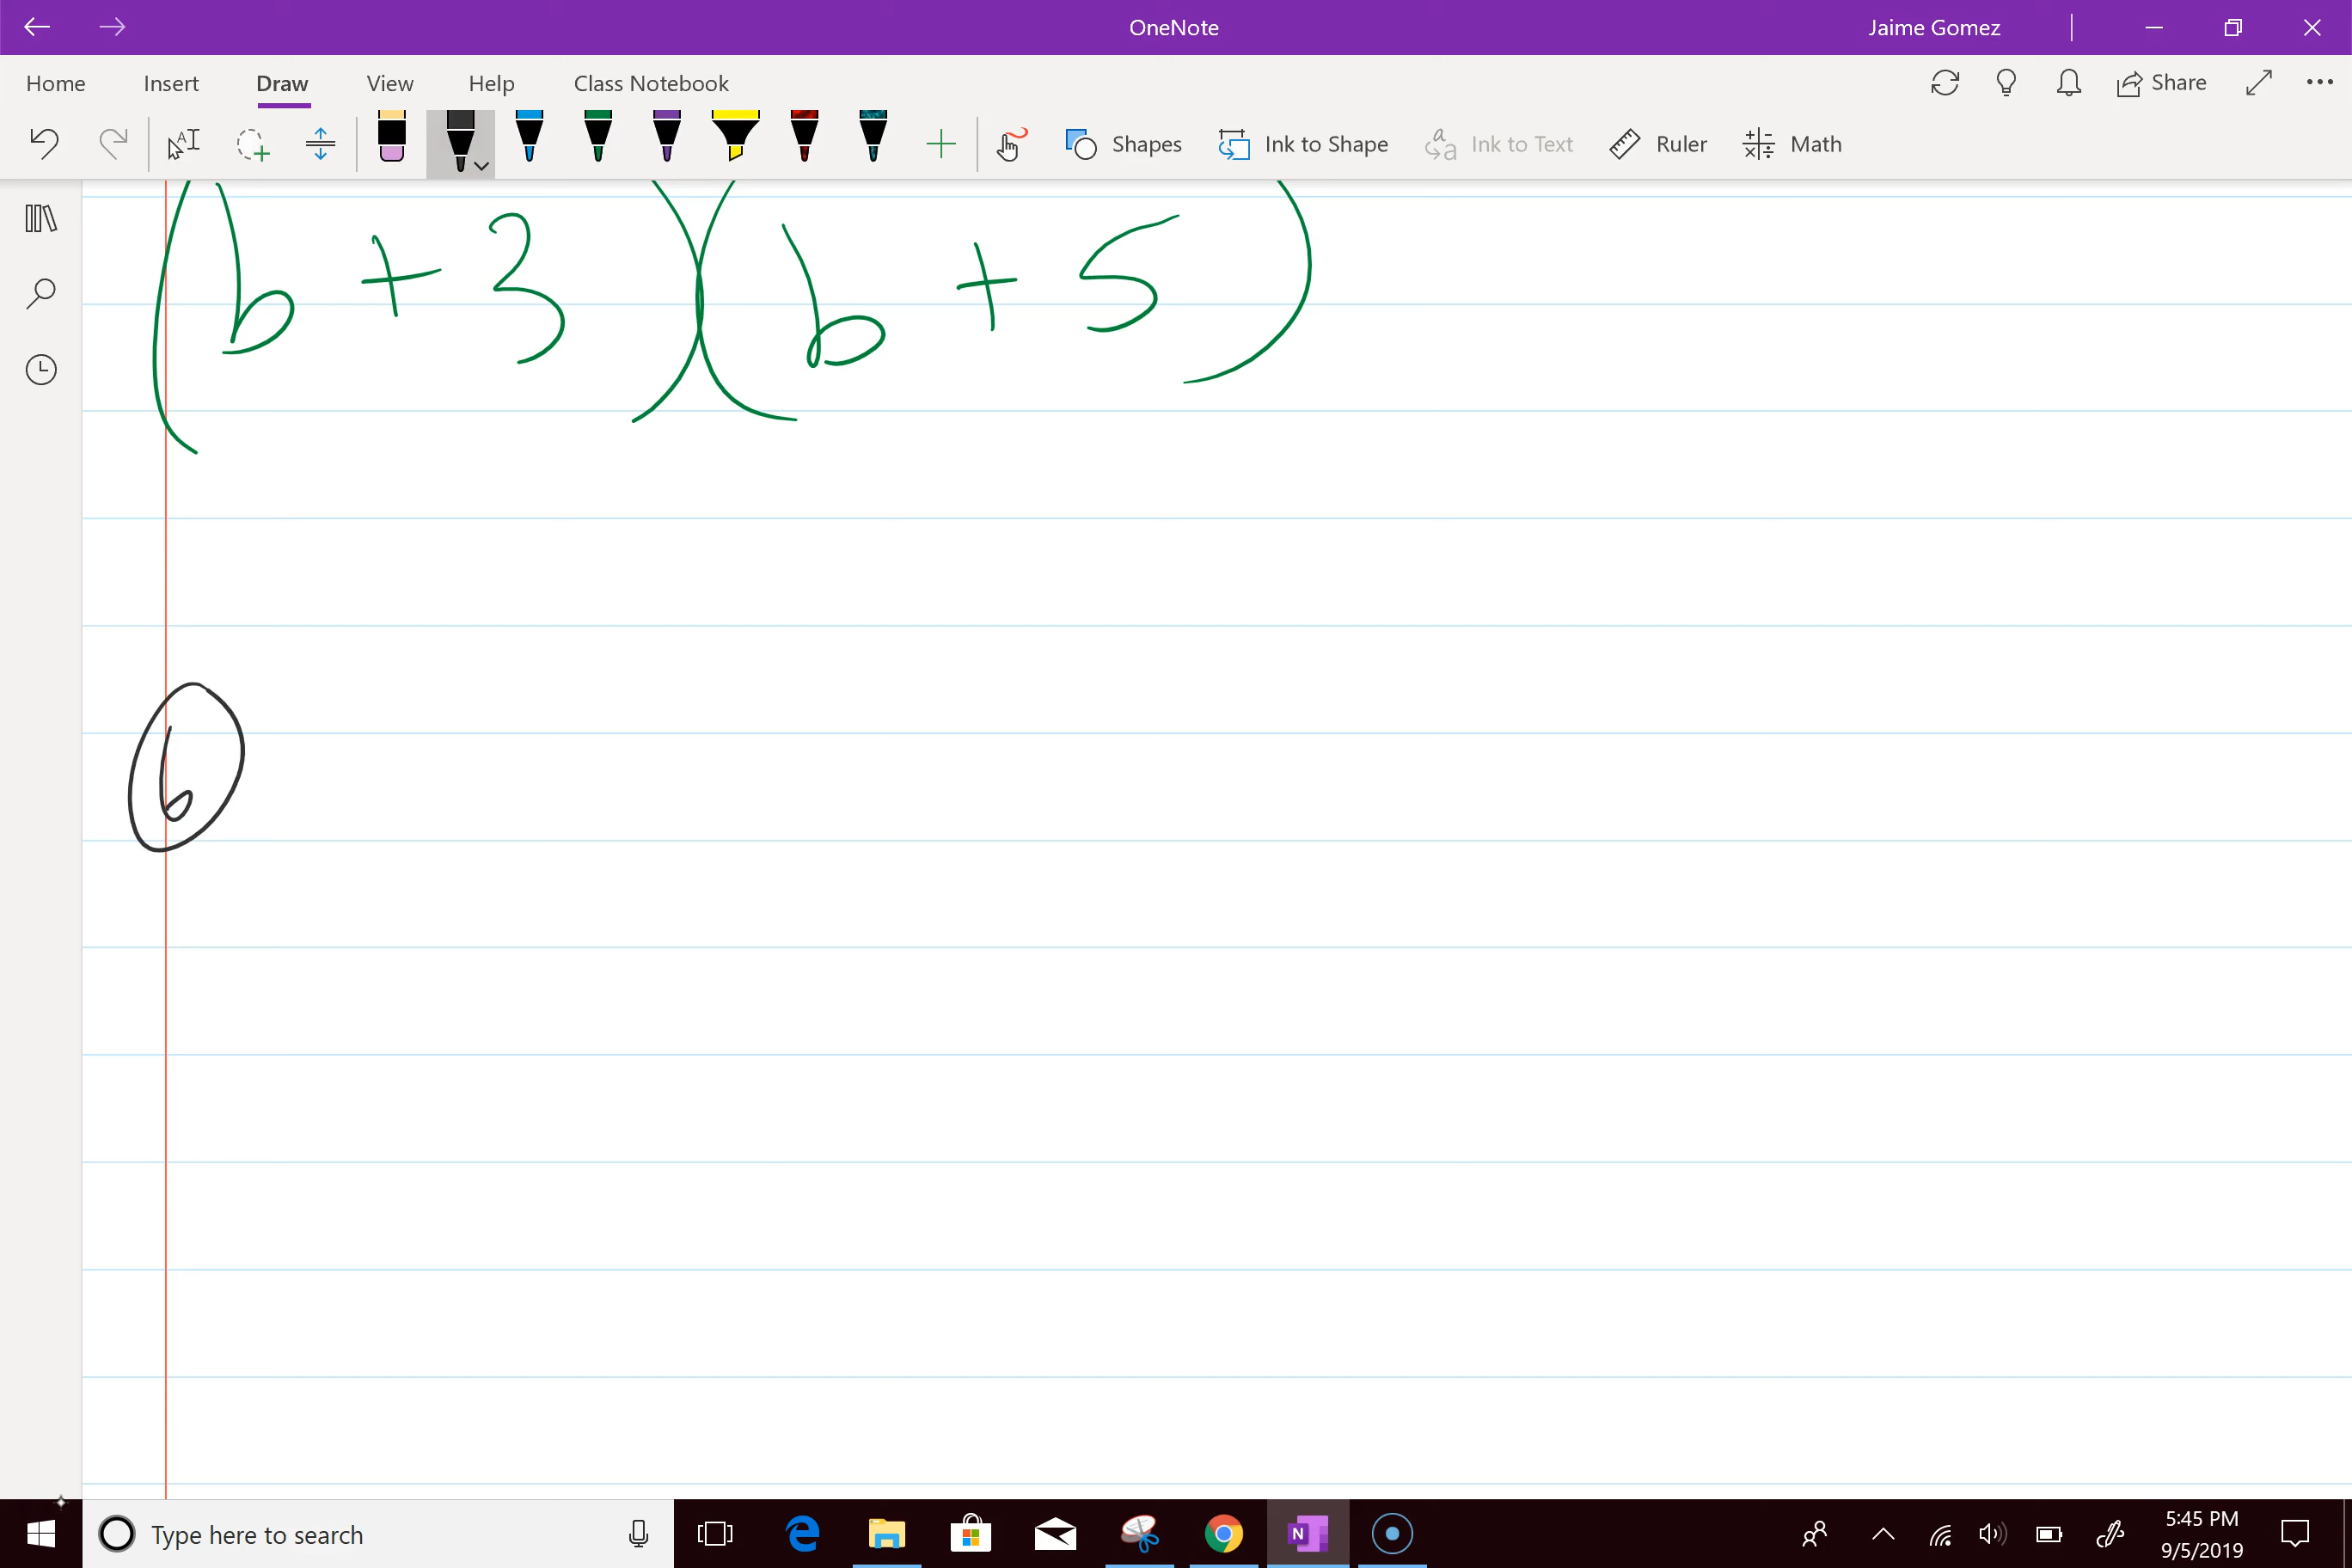 OneNote
Jaime Gomez
Home Insert Draw View Help Class Notebook Share
Shapes Ink to Shape Ink to Text Ruler Math
(b + 3)(b + 5)
6
Type here to search
5:45 PM
9/5/2019